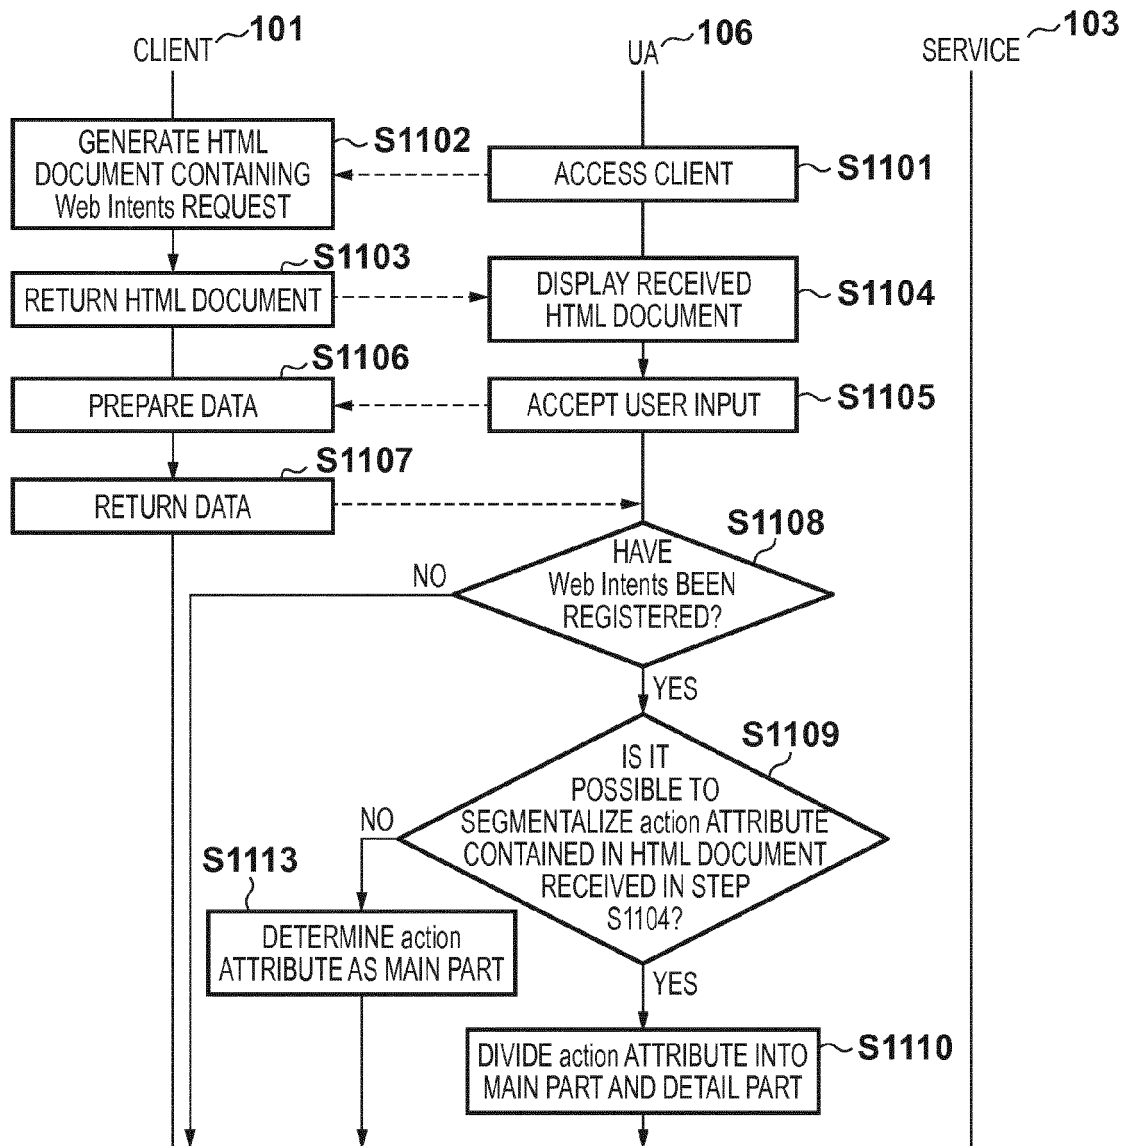 CLIENT 101
UA 106
SERVICE 103
GENERATE HTML
DOCUMENT CONTAINING
Web Intents REQUEST
S1102
ACCESS CLIENT
S1101
S1103
RETURN HTML DOCUMENT
DISPLAY RECEIVED
HTML DOCUMENT
S1104
S1106
PREPARE DATA
ACCEPT USER INPUT
S1105
S1107
RETURN DATA
S1108
HAVE
Web Intents BEEN
REGISTERED?
NO
YES
S1109
IS IT
POSSIBLE TO
SEGMENTALIZE action ATTRIBUTE
CONTAINED IN HTML DOCUMENT
RECEIVED IN STEP
S1104?
NO
S1113
DETERMINE action
ATTRIBUTE AS MAIN PART
YES
DIVIDE action ATTRIBUTE INTO
MAIN PART AND DETAIL PART
S1110